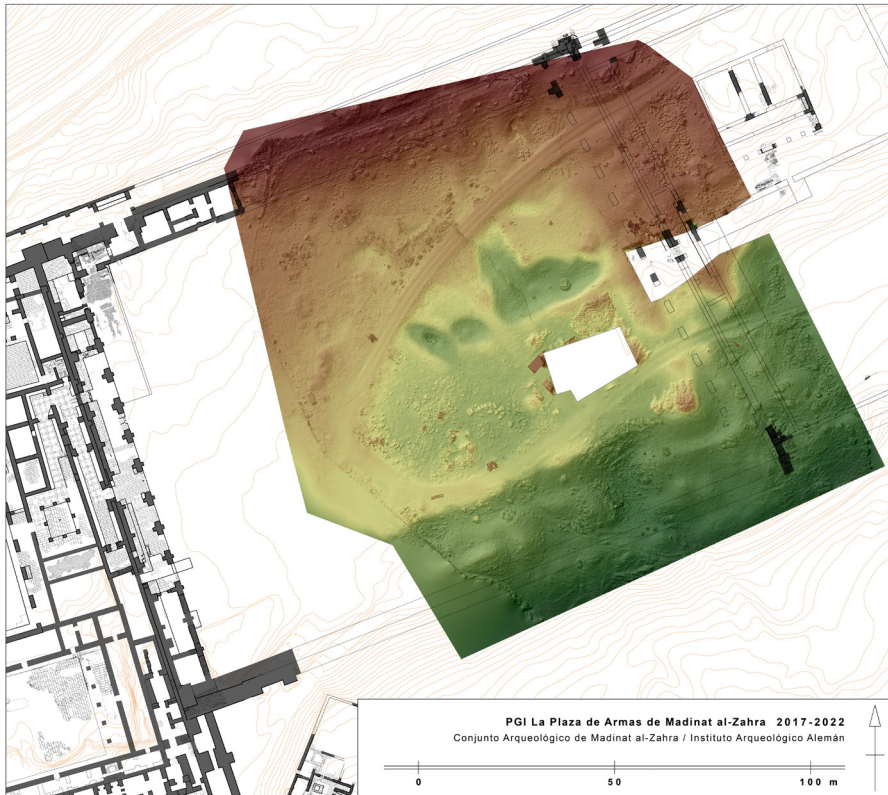 PGI La Plaza de Armas de Madinat al-Zahra 2017-2022
Conjunto Arqueológico de Madinat al-Zahra / Instituto Arqueológico Alemán
0 50 100 m